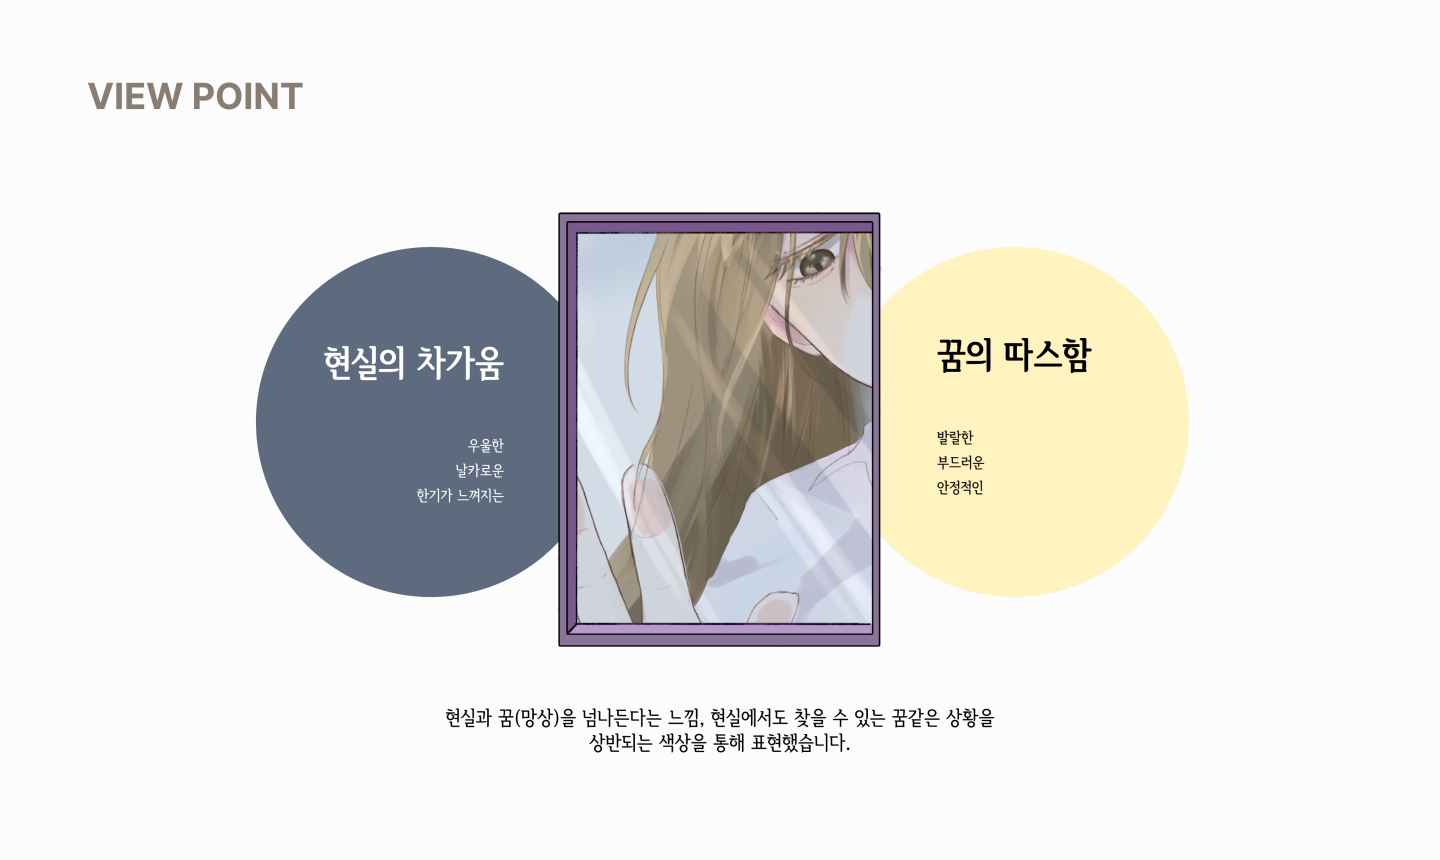 VIEW POINT
현실의 차가움
우울한
날카로운
한기가 느껴지는
꿈의 따스함
발랄한
부드러운
안정적인
현실과 꿈(망상)을 넘나든다는 느낌, 현실에서도 찾을 수 있는 꿈같은 상황을
상반되는 색상을 통해 표현했습니다.